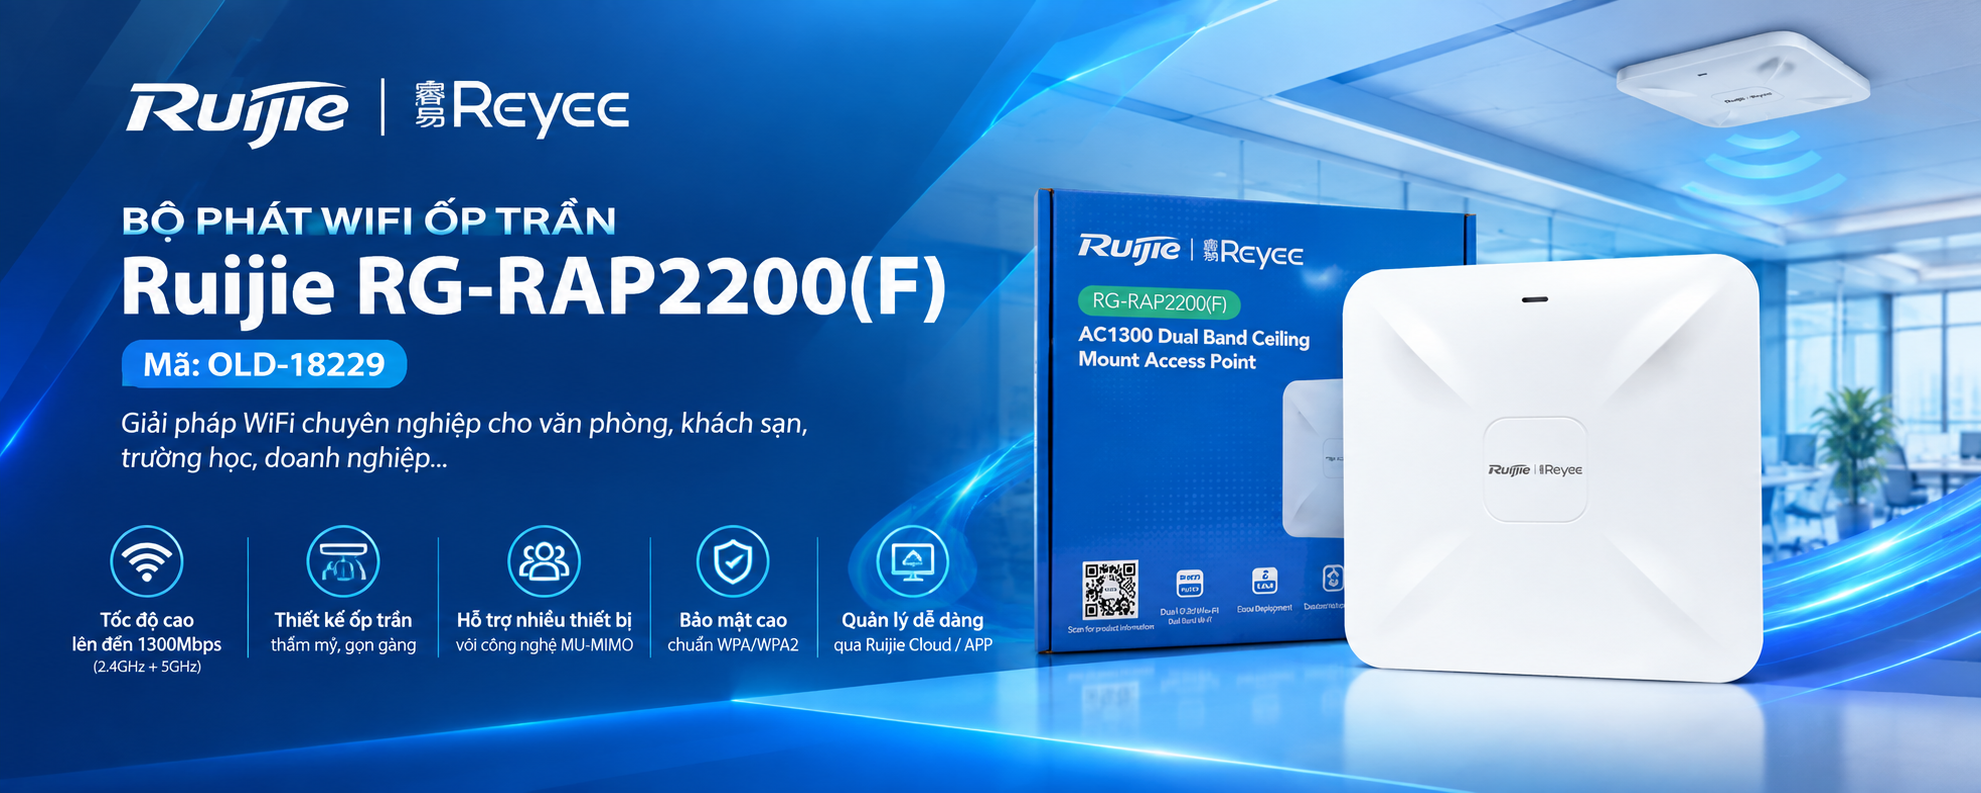 Ruijie | 睿易 Reyee
BỘ PHÁT WIFI ỐP TRẦN
Ruijie RG-RAP2200(F)
Mã: OLD-18229
Giải pháp WiFi chuyên nghiệp cho văn phòng, khách sạn,
trường học, doanh nghiệp...
Tốc độ cao
lên đến 1300Mbps
(2.4GHz + 5GHz)
Thiết kế ốp trần
thẩm mỹ, gọn gàng
Hỗ trợ nhiều thiết bị
với công nghệ MU-MIMO
Bảo mật cao
chuẩn WPA/WPA2
Quản lý dễ dàng
qua Ruijie Cloud / APP
Ruijie | 睿易 Reyee
RG-RAP2200(F)
AC1300 Dual Band Ceiling
Mount Access Point
Scan for product information
Ruijie | Reyee